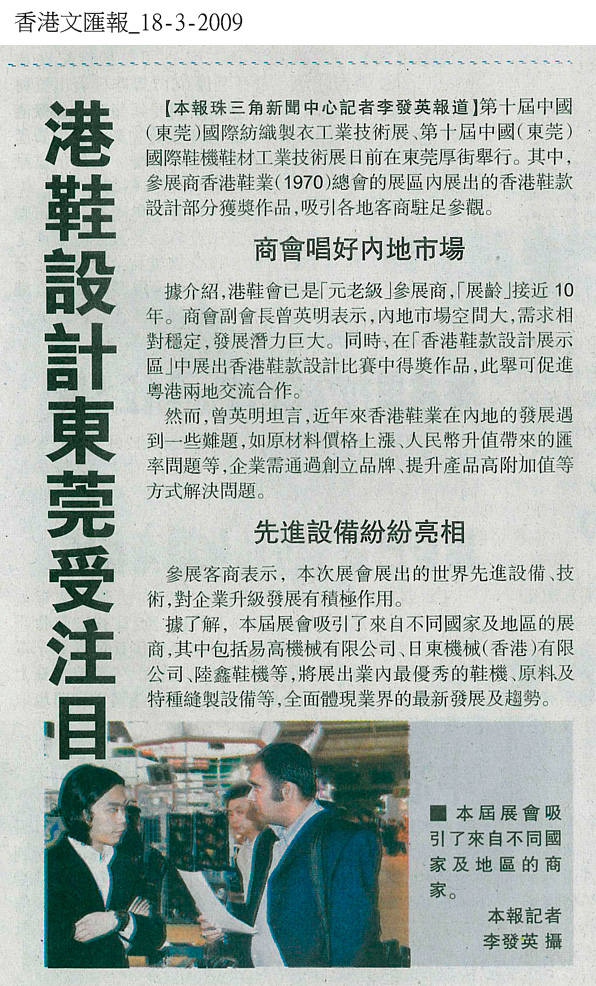 香港文匯報_18-3-2009
港鞋設計東莞受注目
【本報珠三角新聞中心記者李發英報道】第十屆中國
(東莞)國際紡織製衣工業技術展、第十屆中國(東莞)
國際鞋機鞋材工業技術展日前在東莞厚街舉行。其中,
參展商香港鞋業(1970)總會的展區內展出的香港鞋款
設計部分獲獎作品,吸引各地客商駐足參觀。
商會唱好內地市場
據介紹,港鞋會已是「元老級」參展商,「展齡」接近 10
年。商會副會長曾英明表示,內地市場空間大,需求相
對穩定,發展潛力巨大。同時,在「香港鞋款設計展示
區」中展出香港鞋款設計比賽中得獎作品,此舉可促進
粵港兩地交流合作。
然而,曾英明坦言,近年來香港鞋業在內地的發展遇
到一些難題,如原材料價格上漲、人民幣升值帶來的匯
率問題等,企業需通過創立品牌、提升產品高附加值等
方式解決問題。
先進設備紛紛亮相
參展客商表示,本次展會展出的世界先進設備、技
術,對企業升級發展有積極作用。
據了解,本屆展會吸引了來自不同國家及地區的展
商,其中包括易高機械有限公司、日東機械(香港)有限
公司、陸鑫鞋機等,將展出業內最優秀的鞋機、原料及
特種縫製設備等,全面體現業界的最新發展及趨勢。
■本屆展會吸
引了來自不同國
家及地區的商
家。
本報記者
李發英 攝